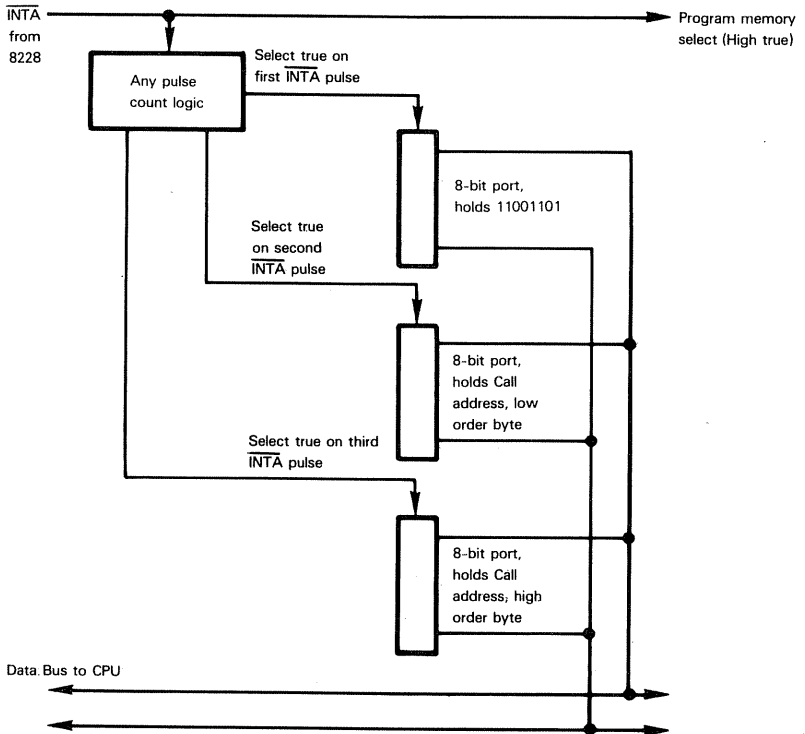 INTA
from
8228
Program memory
select (High true)
Any pulse
count logic
Select true on
first INTA pulse
8-bit port,
holds 11001101
Select true
on second
INTA pulse
8-bit port,
holds Call
address, low
order byte
Select true on third
INTA pulse
8-bit port,
holds Call
address, high
order byte
Data Bus to CPU